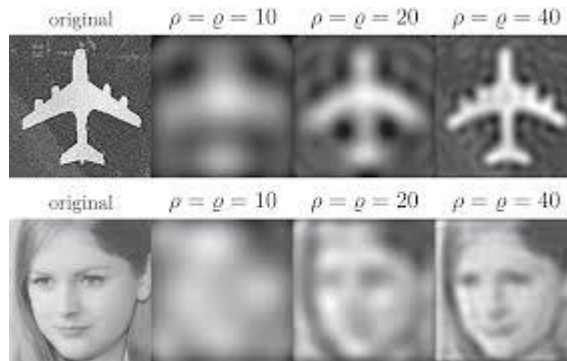 original ρ = ϱ = 10 ρ = ϱ = 20 ρ = ϱ = 40
original ρ = ϱ = 10 ρ = ϱ = 20 ρ = ϱ = 40